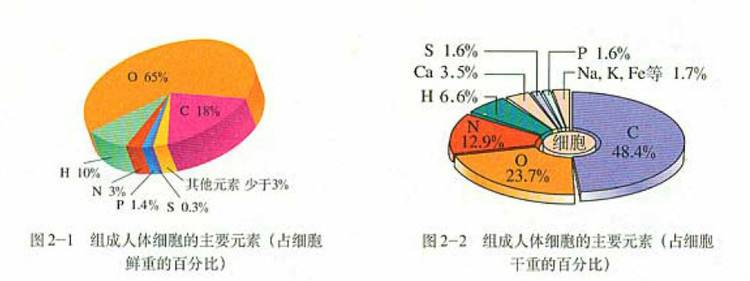 O 65%
C 18%
H 10%
N 3%
P 1.4%
S 0.3%
其他元素 少于3%
图2-1 组成人体细胞的主要元素（占细胞
鲜重的百分比）
S 1.6%
P 1.6%
Ca 3.5%
Na, K, Fe等 1.7%
H 6.6%
N
12.9%
细胞
C
48.4%
O
23.7%
图2-2 组成人体细胞的主要元素（占细胞
干重的百分比）